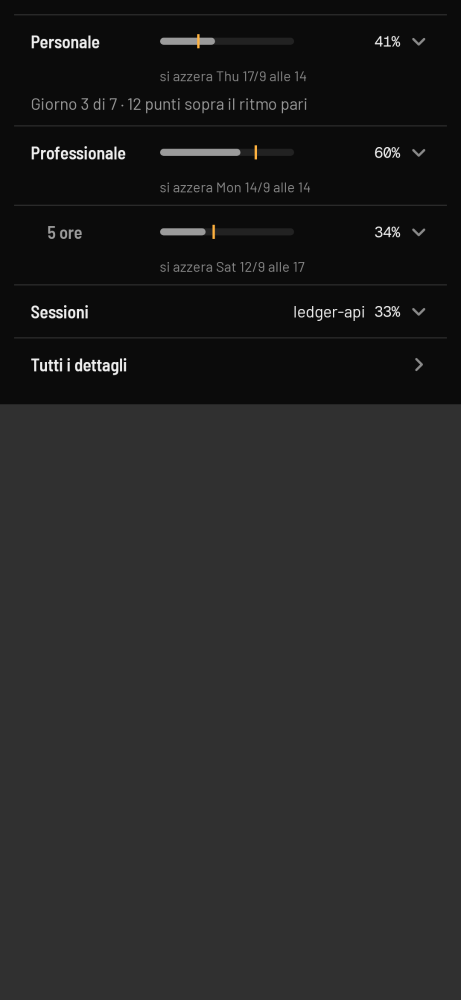 Personale 41%
si azzera Thu 17/9 alle 14
Giorno 3 di 7 · 12 punti sopra il ritmo pari
Professionale 60%
si azzera Mon 14/9 alle 14
5 ore 34%
si azzera Sat 12/9 alle 17
Sessioni ledger-api 33%
Tutti i dettagli